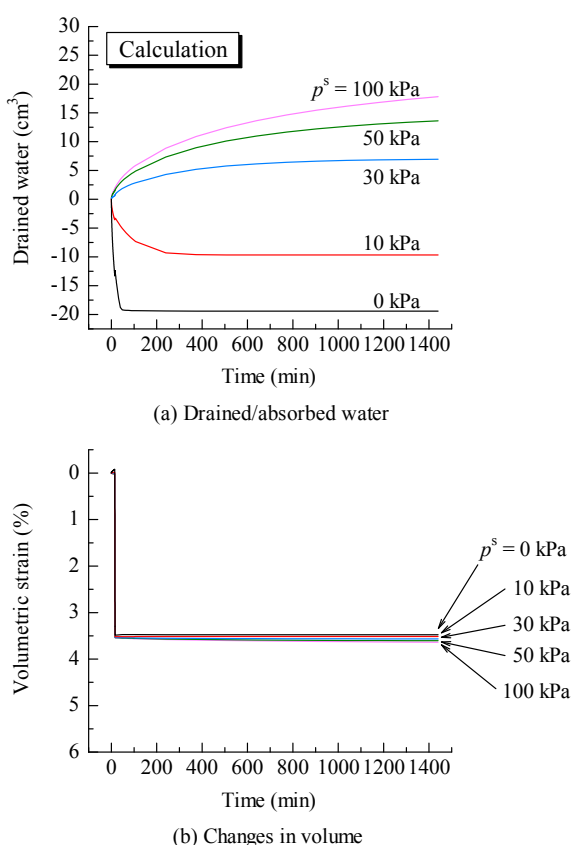 Calculation
Drained water (cm³)
30
25
20
15
10
5
0
-5
-10
-15
-20
pˢ = 100 kPa
50 kPa
30 kPa
10 kPa
0 kPa
0 200 400 600 800 1000 1200 1400
Time (min)
(a) Drained/absorbed water
Volumetric strain (%)
0
1
2
3
4
5
6
pˢ = 0 kPa
10 kPa
30 kPa
50 kPa
100 kPa
0 200 400 600 800 1000 1200 1400
Time (min)
(b) Changes in volume